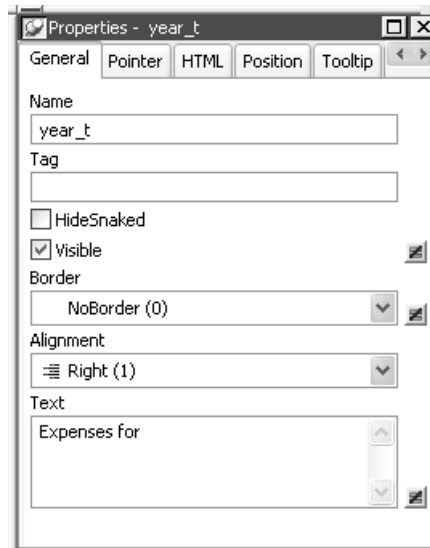 Properties - year_t
General Pointer HTML Position Tooltip
Name
year_t
Tag
HideSnaked
Visible
Border
NoBorder (0)
Alignment
Right (1)
Text
Expenses for